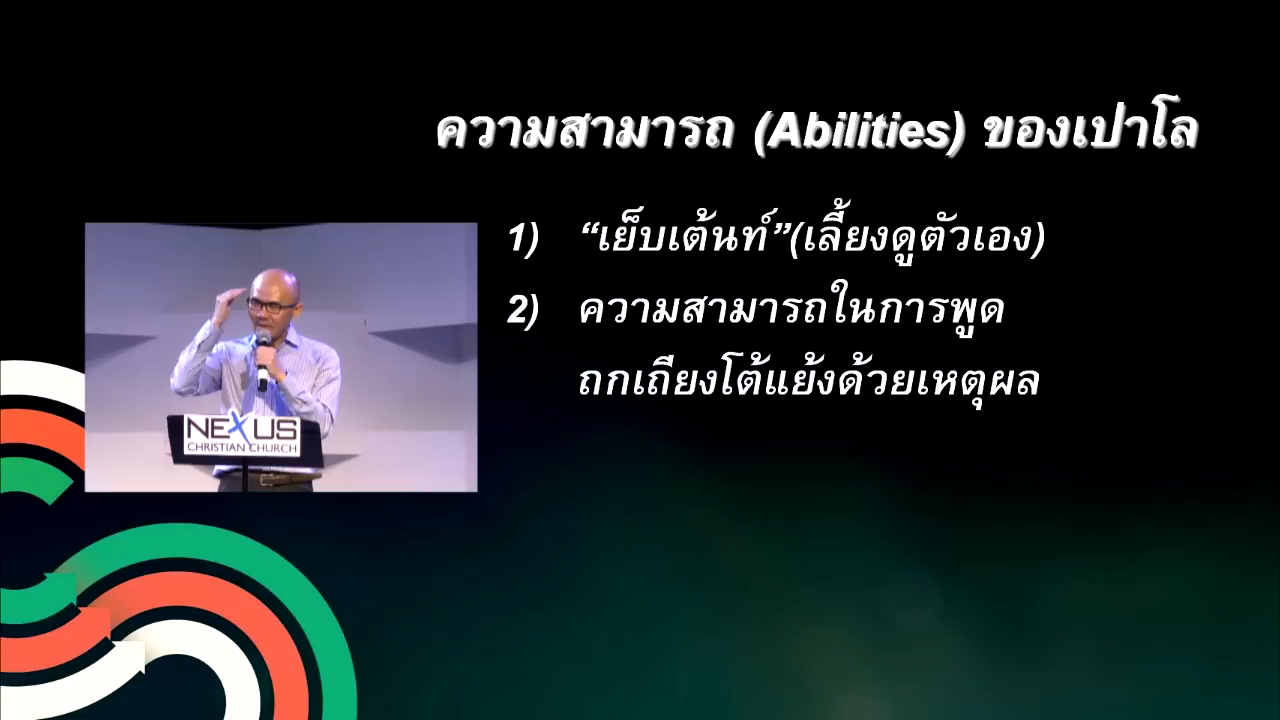 ความสามารถ (Abilities) ของเปาโล
1) “เย็บเต้นท์”(เลี้ยงดูตัวเอง)
2) ความสามารถในการพูด
ถกเถียงโต้แย้งด้วยเหตุผล
NEXUS
CHRISTIAN CHURCH